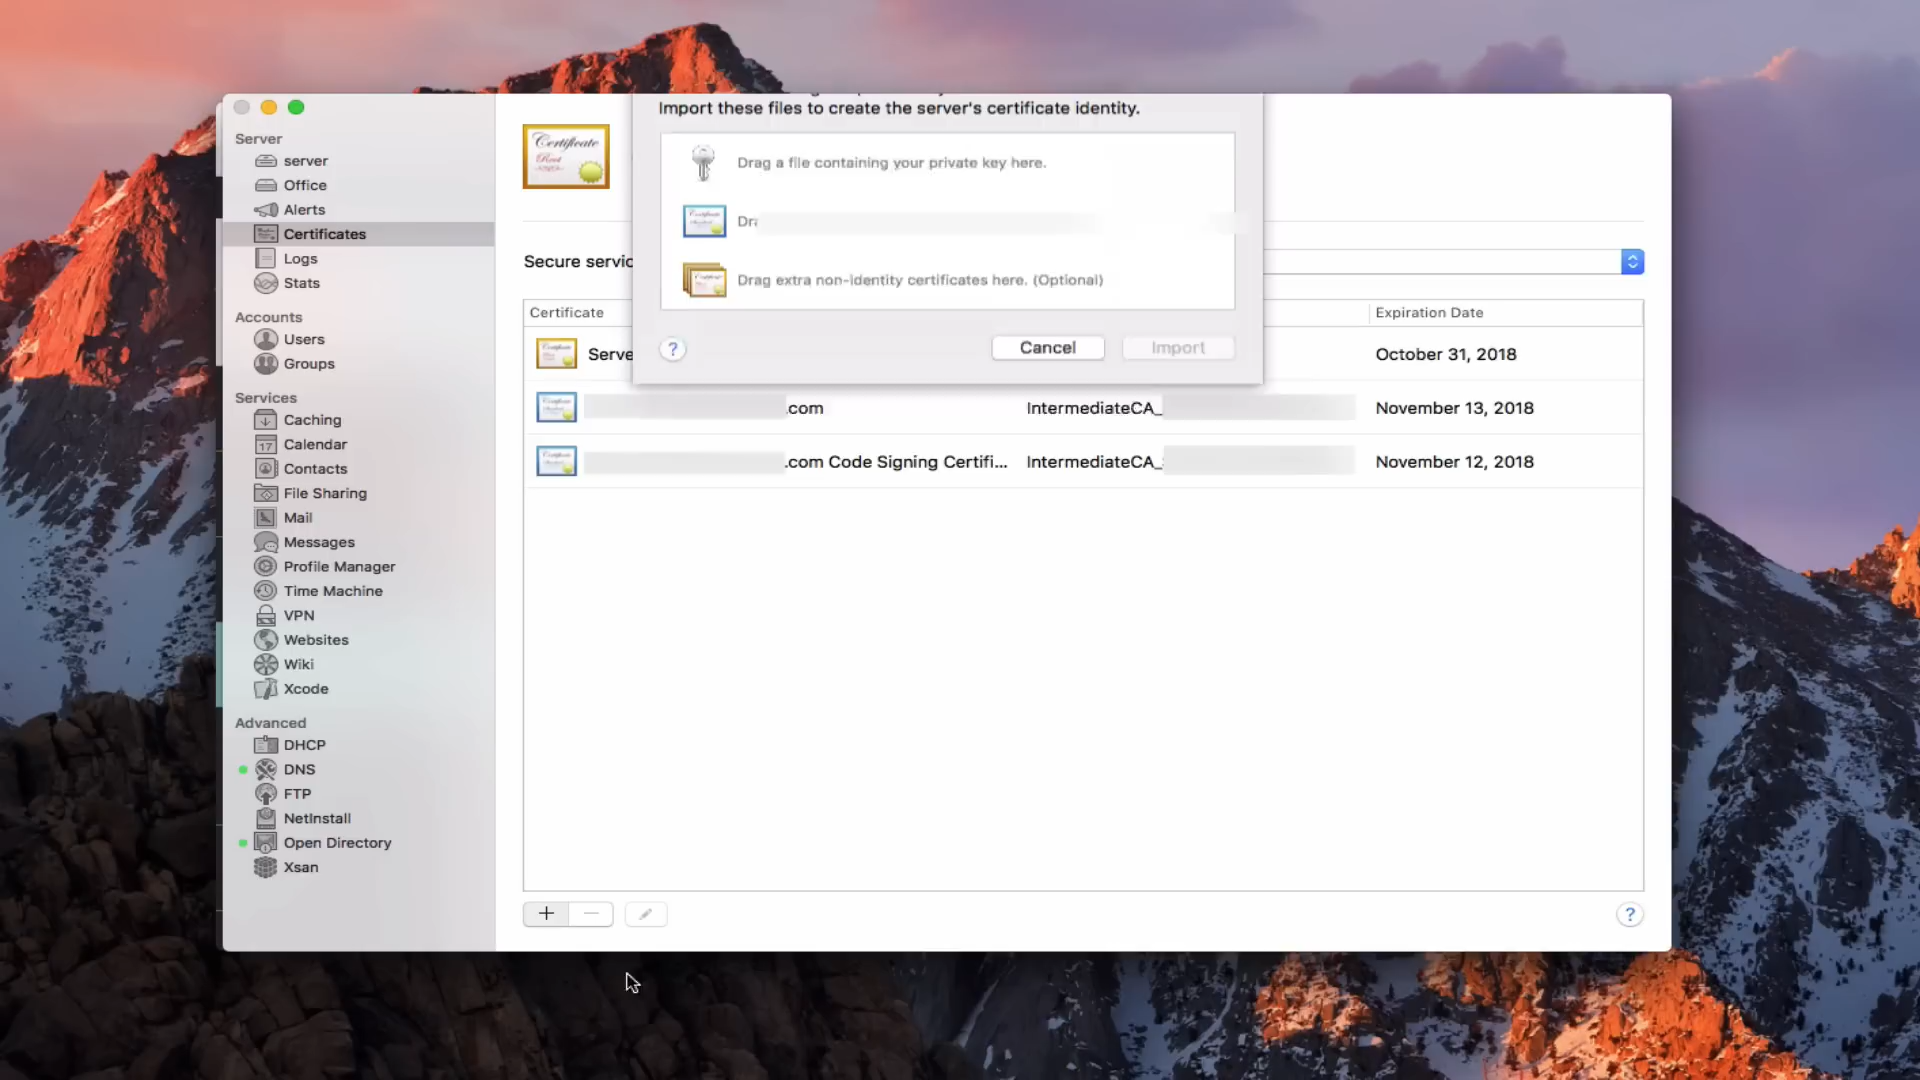 Server
server
Office
Alerts
Certificates
Logs
Stats
Accounts
Users
Groups
Services
Caching
Calendar
Contacts
File Sharing
Mail
Messages
Profile Manager
Time Machine
VPN
Websites
Wiki
Xcode
Advanced
DHCP
DNS
FTP
NetInstall
Open Directory
Xsan
Import these files to create the server's certificate identity.
Drag a file containing your private key here.
Drag extra non-identity certificates here. (Optional)
? Cancel Import
Certificate
Root
Secure
Certificate Expiration Date
October 31, 2018
.com IntermediateCA_ November 13, 2018
.com Code Signing Certifi... IntermediateCA_ November 12, 2018
+ −
?